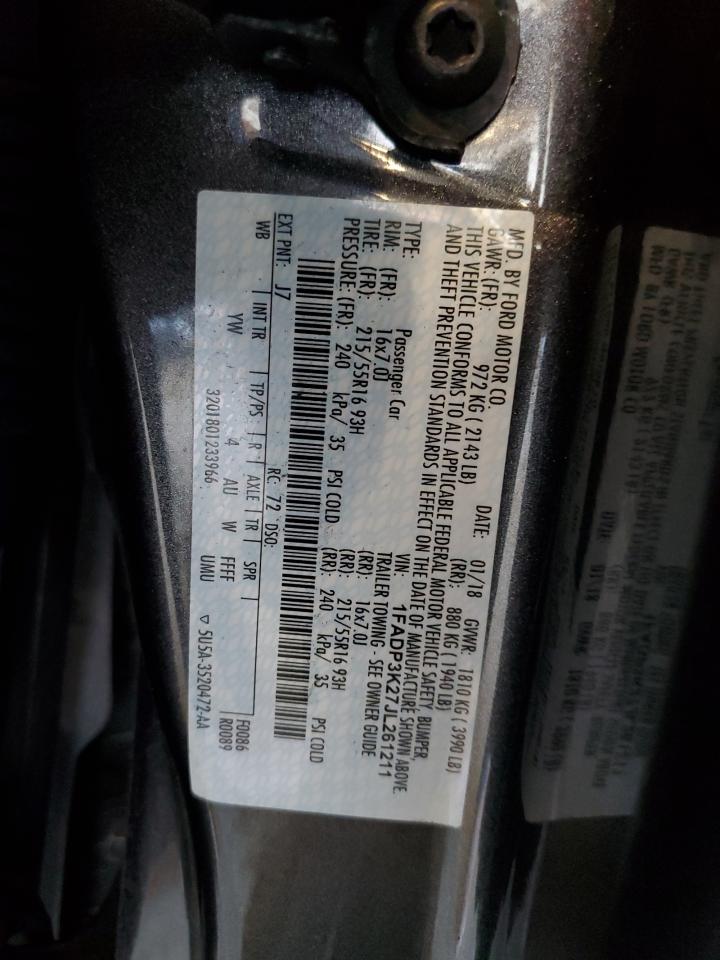 MFD. BY FORD MOTOR CO.
DATE: 01/18 GVWR: 1810 KG ( 3990 LB)
GAWR: (FR): 972 KG ( 2143 LB) (RR): 880 KG ( 1940 LB)
THIS VEHICLE CONFORMS TO ALL APPLICABLE FEDERAL MOTOR VEHICLE SAFETY, BUMPER,
AND THEFT PREVENTION STANDARDS IN EFFECT ON THE DATE OF MANUFACTURE SHOWN ABOVE.
VIN: 1FADP3K27JL261211
TYPE: Passenger Car TRAILER TOWING - SEE OWNER GUIDE
RIM: (FR): 16x7.0J (RR): 16x7.0J
TIRE: (FR): 215/55R16 93H (RR): 215/55R16 93H
PRESSURE: (FR): 240 kPa/ 35 PSI COLD (RR): 240 kPa/ 35 PSI COLD
EXT PNT: J7 RC: 72 DSO: F0086
R0089
WB INT TR TP/PS R AXLE TR SPR
YW 4 AU W FFFF
UMU
3201801233966 ▽ 5U5A-3520472-AA